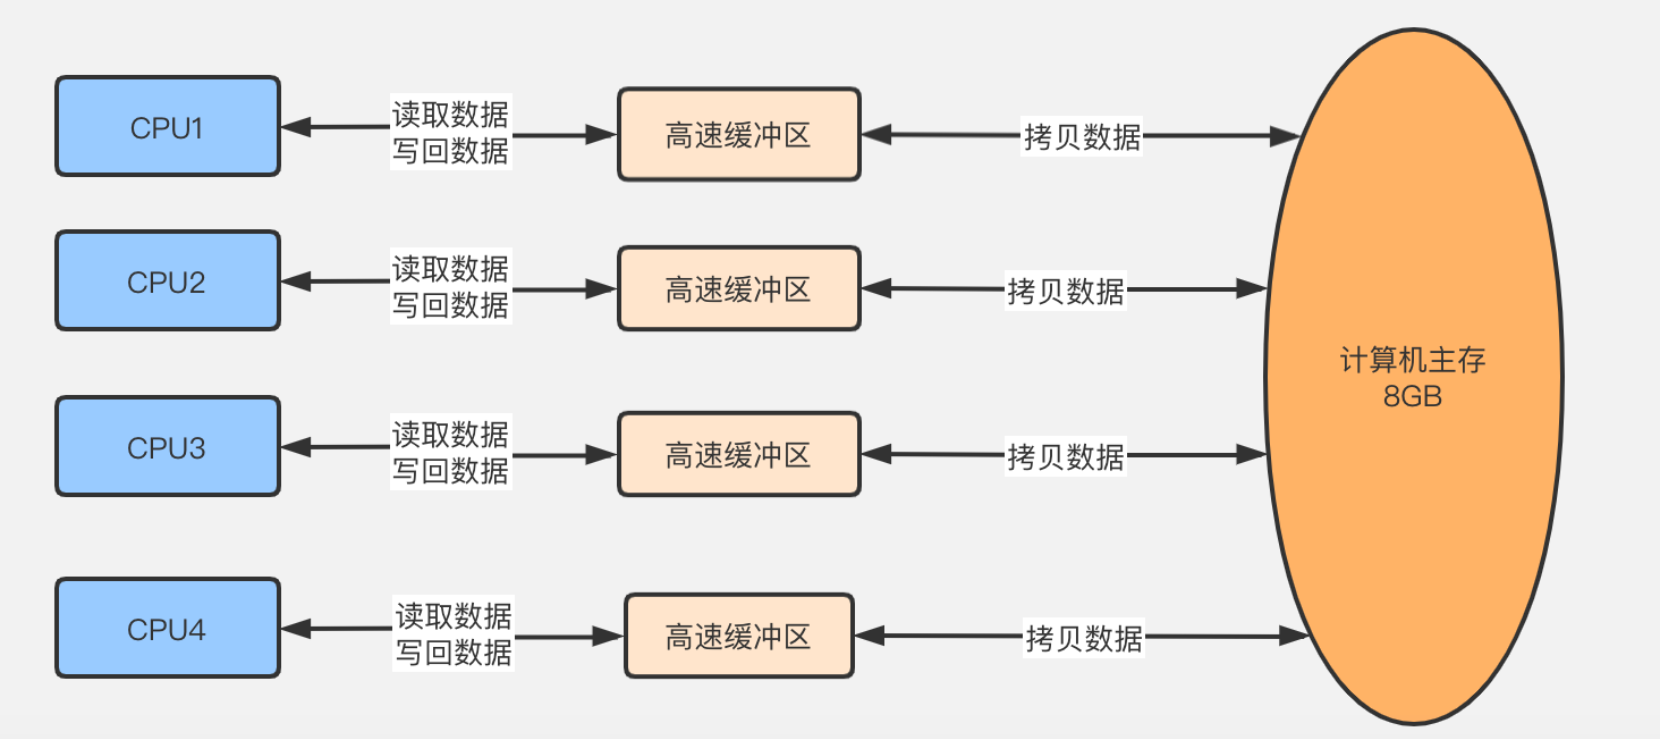 CPU1
读取数据
写回数据
高速缓冲区
拷贝数据
CPU2
读取数据
写回数据
高速缓冲区
拷贝数据
计算机主存
8GB
CPU3
读取数据
写回数据
高速缓冲区
拷贝数据
CPU4
读取数据
写回数据
高速缓冲区
拷贝数据